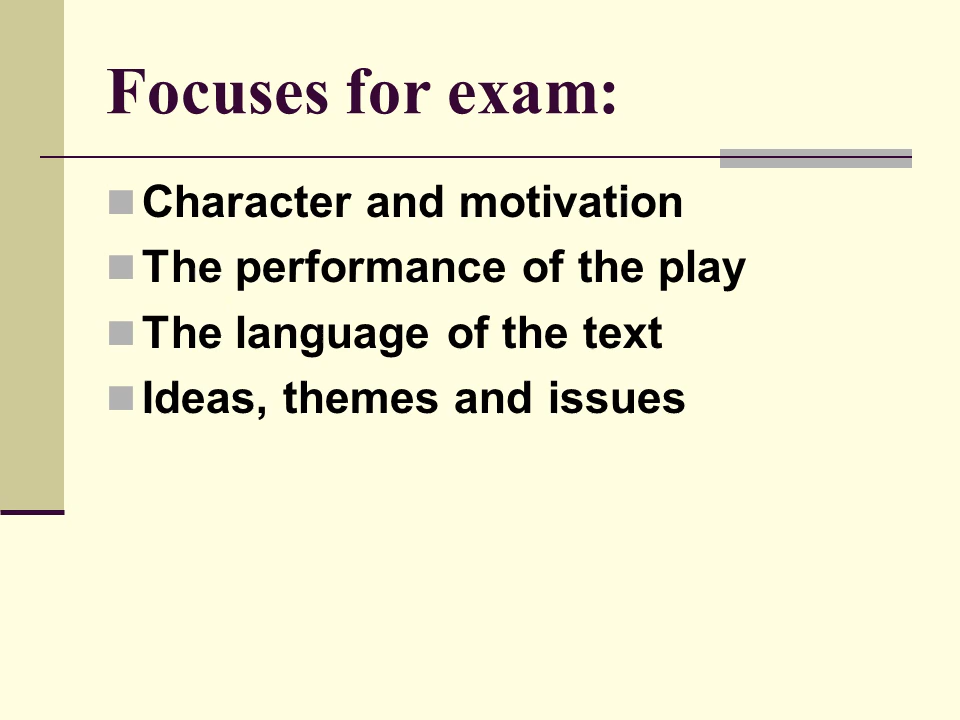 Focuses for exam:
Character and motivation
The performance of the play
The language of the text
Ideas, themes and issues